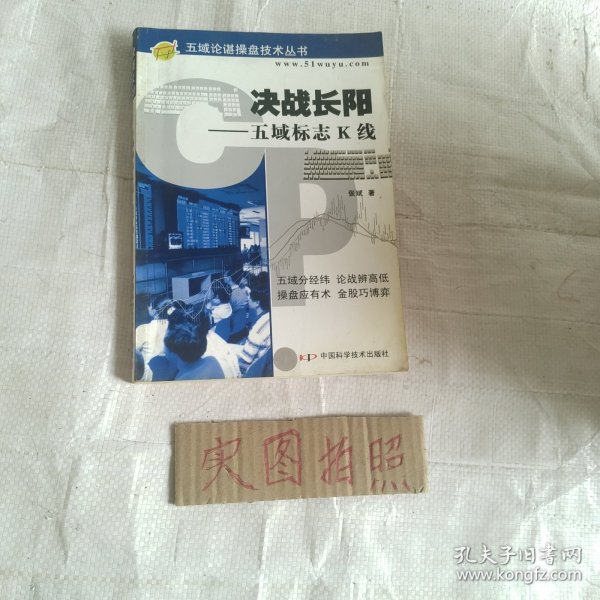 五域论谌操盘技术丛书
www.51wuyu.com
决战长阳
——五域标志K线
张斌 著
五域分经纬 论战辨高低
操盘应有术 金股巧博弈
中国科学技术出版社
实图拍照
孔夫子旧书网
www.kongfz.com